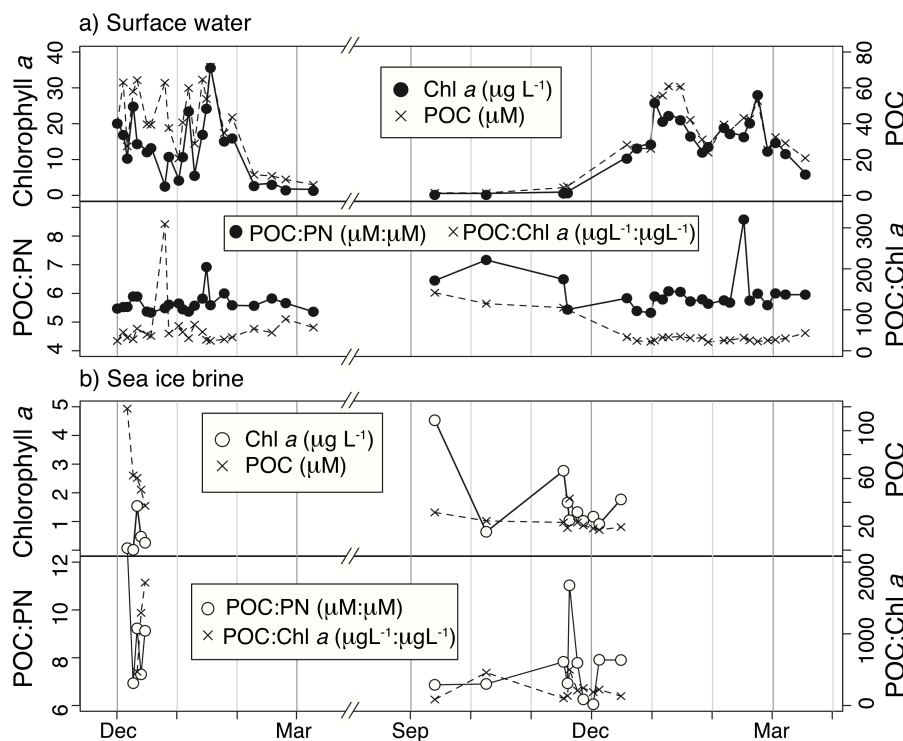 a) Surface water
40
30
20
10
0
Chlorophyll a
Chl a (μg L-1)
POC (μM)
80
60
40
20
0
POC
8
7
6
5
4
POC:PN
POC:PN (μM:μM) POC:Chl a (μgL-1:μgL-1)
300
200
100
0
POC:Chl a
b) Sea ice brine
5
4
3
2
1
Chlorophyll a
Chl a (μg L-1)
POC (μM)
100
60
20
POC
12
10
8
6
POC:PN
POC:PN (μM:μM)
POC:Chl a (μgL-1:μgL-1)
2000
1000
0
POC:Chl a
Dec Mar Sep Dec Mar